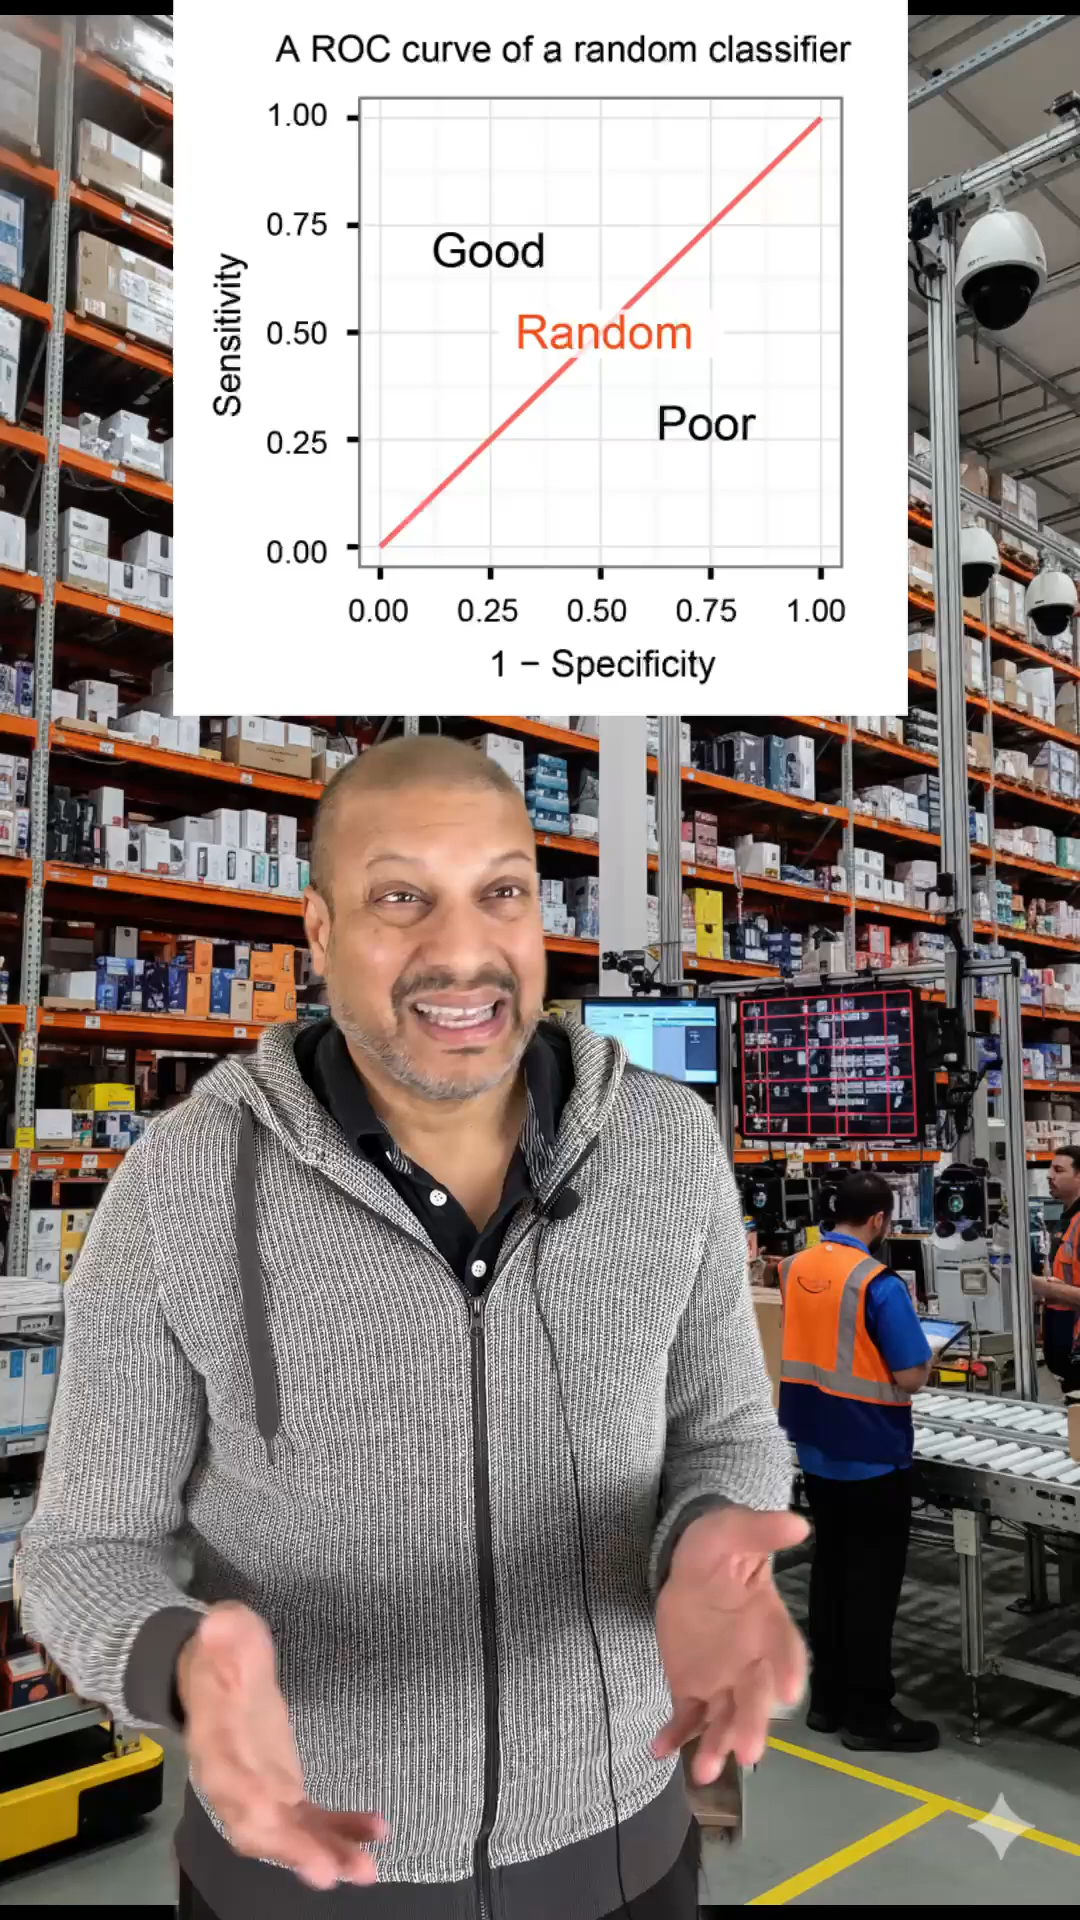 A ROC curve of a random classifier
1.00
0.75
0.50
0.25
0.00
Sensitivity
Good
Random
Poor
0.00 0.25 0.50 0.75 1.00
1 − Specificity